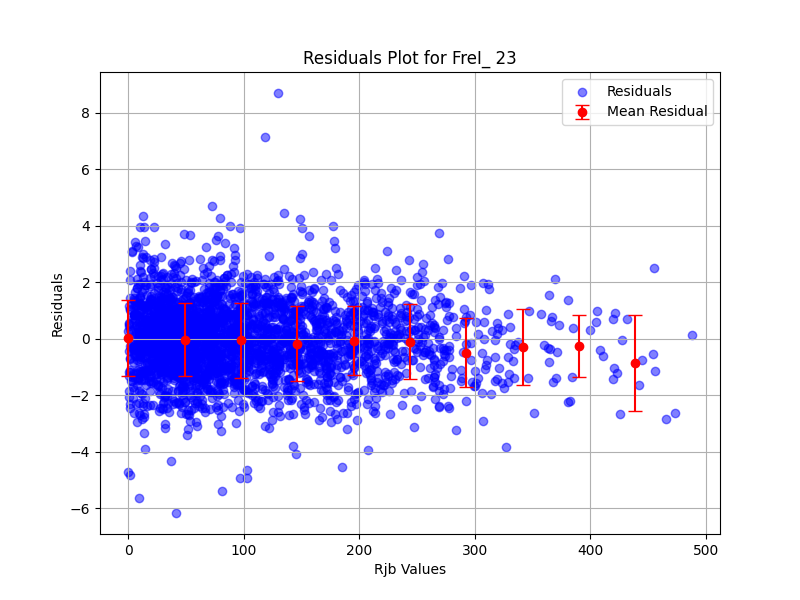 Residuals Plot for FreI_ 23
Residuals
Mean Residual
8
6
4
2
0
−2
−4
−6
Residuals
0 100 200 300 400 500
Rjb Values